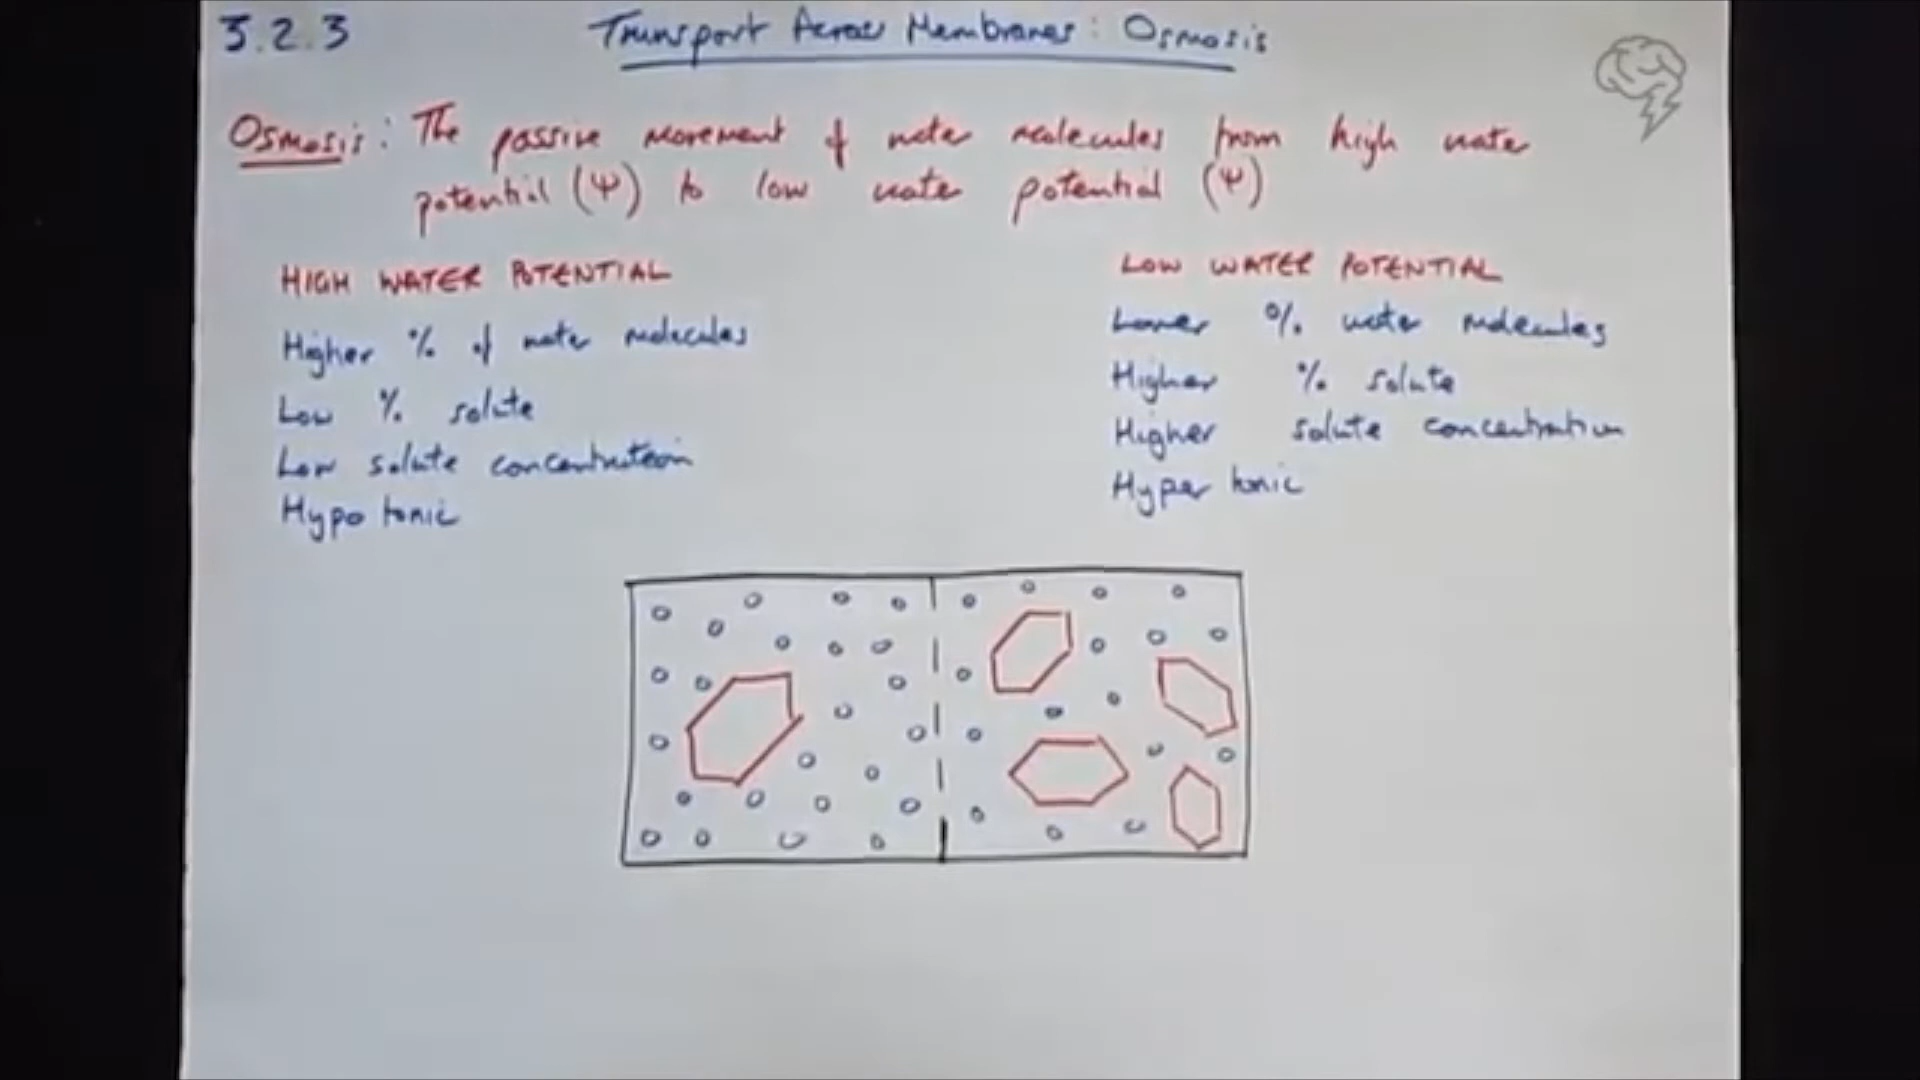 3.2.3
Transport Across Membranes: Osmosis
Osmosis: The passive movement of water molecules from high water
potential (Ψ) to low water potential (Ψ)
HIGH WATER POTENTIAL
Higher % of water molecules
Low % solute
Low solute concentration
Hypotonic
LOW WATER POTENTIAL
Lower % water molecules
Higher % solute
Higher solute concentration
Hypertonic